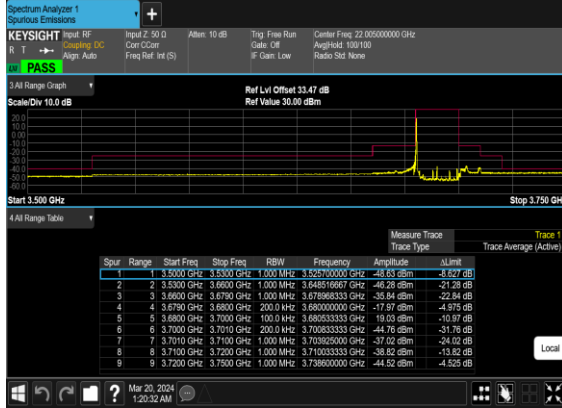 Spectrum Analyzer 1
Spurious Emissions
+
KEYSIGHT Input: RF Input Z: 50 Ω Atten: 10 dB Trig: Free Run Center Freq: 22.005000000 GHz
R T Coupling: DC Corr CCorr Gate: Off Avg|Hold: 100/100
Align: Auto Freq Ref: Int (S) IF Gain: Low Radio Std: None
PASS
3 All Range Graph
Ref Lvl Offset 33.47 dB
Scale/Div 10.0 dB Ref Value 30.00 dBm
20.0
10.0
0.00
-10.0
-20.0
-30.0
-40.0
-50.0
-60.0
Start 3.500 GHz Stop 3.750 GH
4 All Range Table
Measure Trace Trace 1
Trace Type Trace Average (Active)
Spur Range Start Freq Stop Freq RBW Frequency Amplitude ΔLimit
1 1 3.5000 GHz 3.5300 GHz 1.000 MHz 3.525700000 GHz -48.63 dBm -8.627 dB
2 2 3.5300 GHz 3.6600 GHz 1.000 MHz 3.648516667 GHz -46.28 dBm -21.28 dB
3 3 3.6600 GHz 3.6790 GHz 1.000 MHz 3.678968333 GHz -35.84 dBm -22.84 dB
4 4 3.6790 GHz 3.6800 GHz 200.0 kHz 3.680000000 GHz -17.97 dBm -4.975 dB
5 5 3.6800 GHz 3.7000 GHz 100.0 kHz 3.680533333 GHz 19.03 dBm -10.97 dB
6 6 3.7000 GHz 3.7010 GHz 200.0 kHz 3.700833333 GHz -44.76 dBm -31.76 dB
7 7 3.7010 GHz 3.7100 GHz 1.000 MHz 3.703925000 GHz -37.02 dBm -24.02 dB
8 8 3.7100 GHz 3.7200 GHz 1.000 MHz 3.710033333 GHz -38.82 dBm -13.82 dB
9 9 3.7200 GHz 3.7500 GHz 1.000 MHz 3.738600000 GHz -44.52 dBm -4.525 dB
Local
? Mar 20, 2024
1:20:32 AM